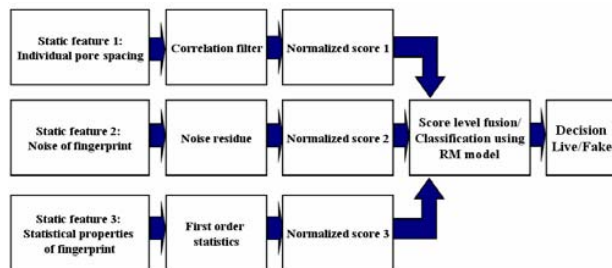 Static feature 1:
Individual pore spacing
Correlation filter
Normalized score 1
Static feature 2:
Noise of fingerprint
Noise residue
Normalized score 2
Score level fusion/
Classification using
RM model
Decision
Live/Fake
Static feature 3:
Statistical properties
of fingerprint
First order
statistics
Normalized score 3